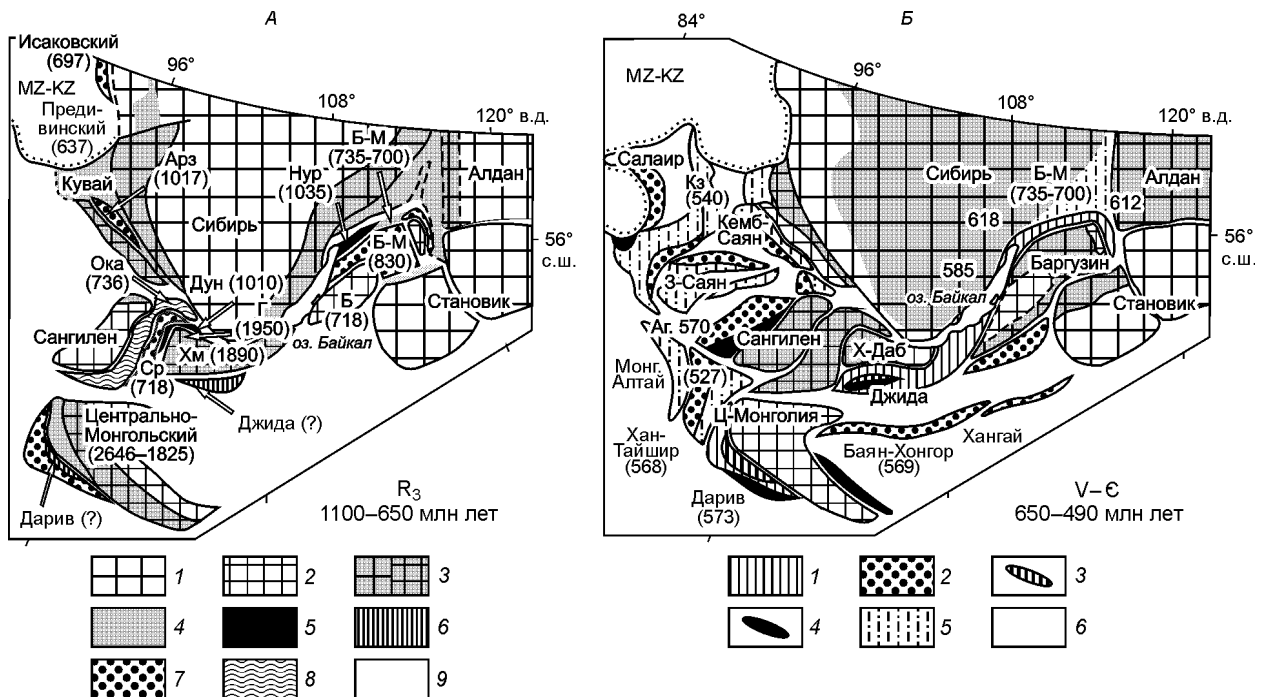 А
Исаковский
(697)
96°
MZ-KZ
Преди-
винский
(637)
108°
120° в.д.
Б-М
(735-700)
Арз
(1017)
Нур
(1035)
Кувай
Алдан
Сибирь
56°
с.ш.
Б-М
(830)
Ока
(736)
Дун (1010)
Г
(1950)
Б
(718)
Становик
оз. Байкал
Сангилен
Хм (1890)
Ср
(718)
Джида (?)
Центрально-
Монгольский
(2646–1825)
Дарив (?)
R3
1100–650 млн лет
1
2
3
4
5
6
7
8
9
Б
84°
MZ-KZ
96°
108°
120° в.д.
Салаир
Кз
(540)
Сибирь
Б-М
(735-700)
Алдан
612
618
Кемб-
Саян
56°
с.ш.
Баргузин
З-Саян
585
оз. Байкал
Становик
Аг. 570
Сангилен
Х-Даб
Монг.
Алтай
(527)
Джида
Ц-Монголия
Хан-
Тайшир
(568)
Баян-Хонгор
(569)
Хангай
Дарив
(573)
V–Є
650–490 млн лет
1
2
3
4
5
6